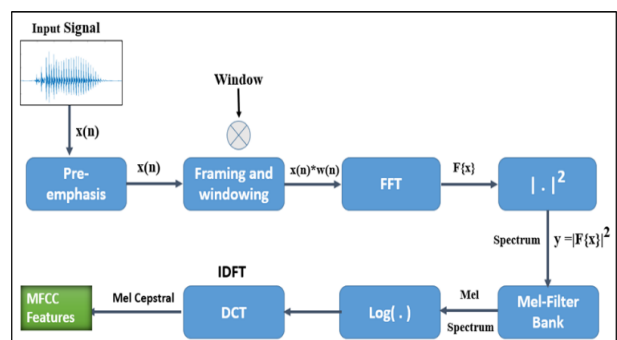 Input Signal
x(n)
Window
Pre-
emphasis
x(n)
Framing and
windowing
x(n)*w(n)
FFT
F{x}
| . |²
Spectrum
y =|F{x}|²
Mel-Filter
Bank
Mel
Spectrum
Log( . )
IDFT
DCT
Mel Cepstral
MFCC
Features